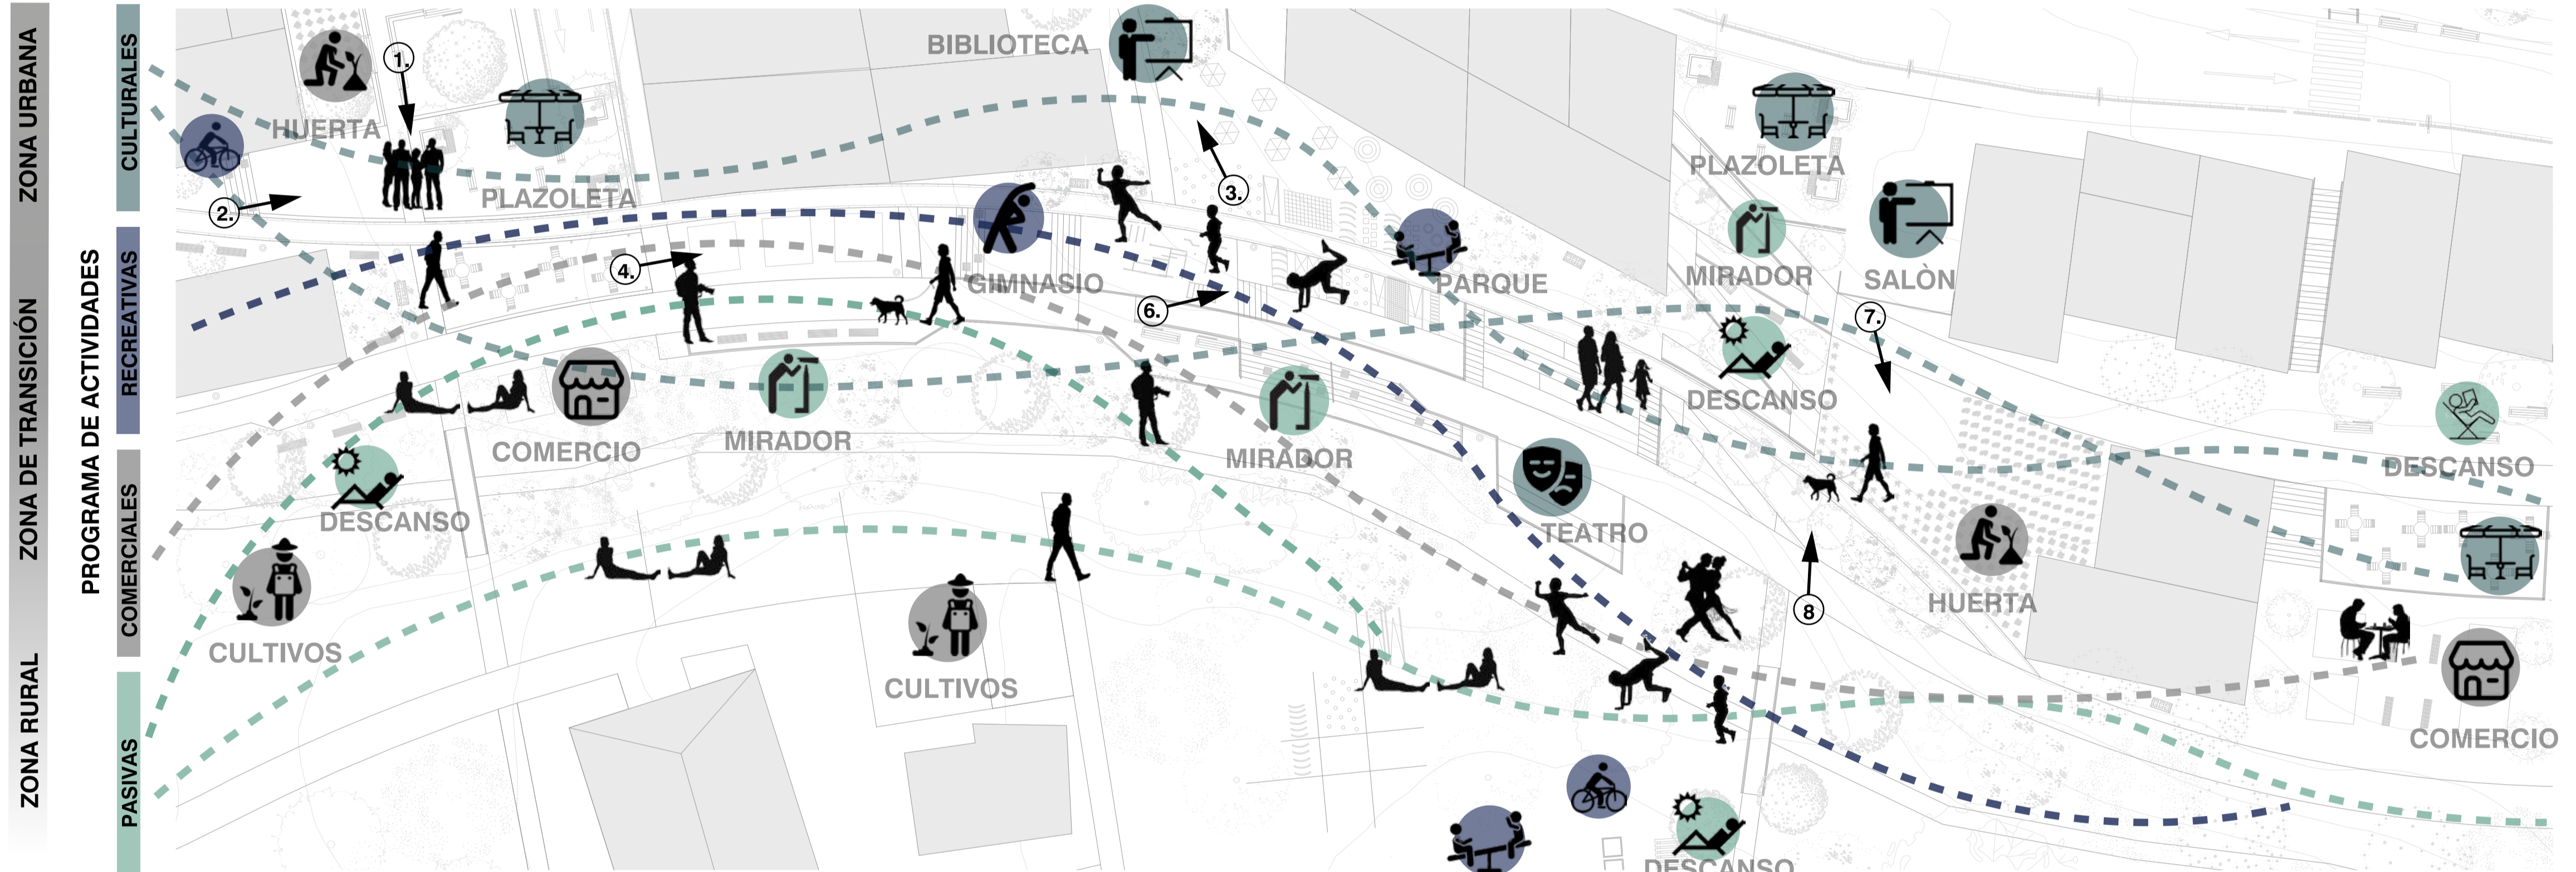 ZONA URBANA
ZONA DE TRANSICIÓN
ZONA RURAL
PROGRAMA DE ACTIVIDADES
CULTURALES
RECREATIVAS
COMERCIALES
PASIVAS
BIBLIOTECA
1.
HUERTA
PLAZOLETA
PLAZOLETA
2.
3.
4.
GIMNASIO
PARQUE
MIRADOR
SALÒN
6.
7.
COMERCIO
MIRADOR
MIRADOR
DESCANSO
DESCANSO
DESCANSO
TEATRO
CULTIVOS
CULTIVOS
8
HUERTA
COMERCIO
DESCANSO